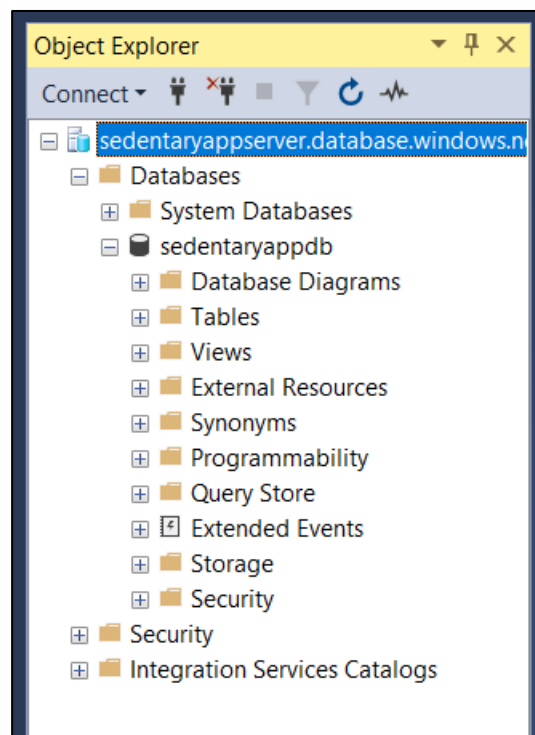 Object Explorer
Connect
sedentaryappserver.database.windows.n
Databases
System Databases
sedentaryappdb
Database Diagrams
Tables
Views
External Resources
Synonyms
Programmability
Query Store
Extended Events
Storage
Security
Security
Integration Services Catalogs